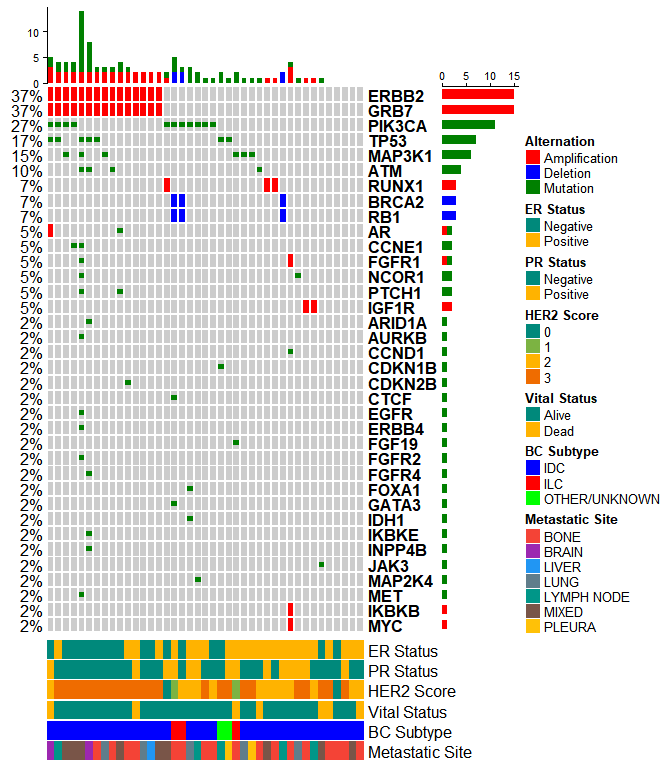 10
5
0
0 5 10 15
37% ERBB2
37% GRB7
27% PIK3CA
17% TP53
15% MAP3K1
10% ATM
7% RUNX1
7% BRCA2
7% RB1
5% AR
5% CCNE1
5% FGFR1
5% NCOR1
5% PTCH1
5% IGF1R
2% ARID1A
2% AURKB
2% CCND1
2% CDKN1B
2% CDKN2B
2% CTCF
2% EGFR
2% ERBB4
2% FGF19
2% FGFR2
2% FGFR4
2% FOXA1
2% GATA3
2% IDH1
2% IKBKE
2% INPP4B
2% JAK3
2% MAP2K4
2% MET
2% IKBKB
2% MYC
ER Status
PR Status
HER2 Score
Vital Status
BC Subtype
Metastatic Site
Alternation
Amplification
Deletion
Mutation
ER Status
Negative
Positive
PR Status
Negative
Positive
HER2 Score
0
1
2
3
Vital Status
Alive
Dead
BC Subtype
IDC
ILC
OTHER/UNKNOWN
Metastatic Site
BONE
BRAIN
LIVER
LUNG
LYMPH NODE
MIXED
PLEURA